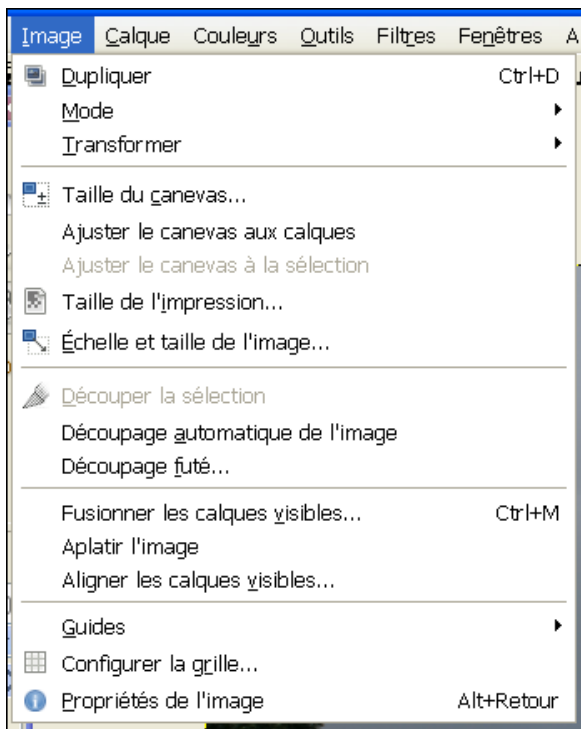 Image Calque Couleurs Outils Filtres Fenêtres A
Dupliquer Ctrl+D
Mode
Transformer
Taille du canevas...
Ajuster le canevas aux calques
Ajuster le canevas à la sélection
Taille de l'impression...
Échelle et taille de l'image...
Découper la sélection
Découpage automatique de l'image
Découpage futé...
Fusionner les calques visibles... Ctrl+M
Aplatir l'image
Aligner les calques visibles...
Guides
Configurer la grille...
Propriétés de l'image Alt+Retour